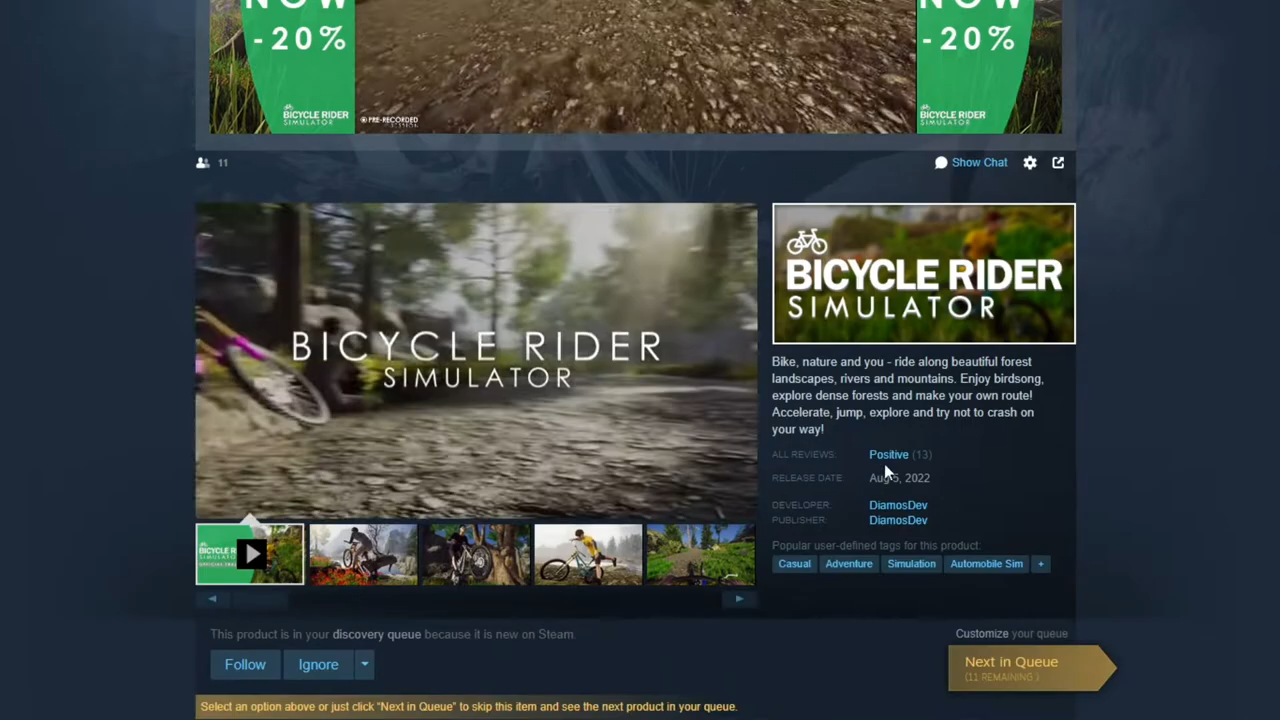 NOW
-20%
BICYCLE RIDER
SIMULATOR
PRE-RECORDED
SESSION
NOW
-20%
BICYCLE RIDER
SIMULATOR
11
Show Chat
BICYCLE RIDER
SIMULATOR
BICYCLE RIDER
SIMULATOR
Bike, nature and you - ride along beautiful forest
landscapes, rivers and mountains. Enjoy birdsong,
explore dense forests and make your own route!
Accelerate, jump, explore and try not to crash on
your way!
ALL REVIEWS: Positive (13)
RELEASE DATE: Aug 5, 2022
DEVELOPER: DiamosDev
PUBLISHER: DiamosDev
Popular user-defined tags for this product:
Casual Adventure Simulation Automobile Sim +
This product is in your discovery queue because it is new on Steam.
Customize your queue
Follow Ignore
Next in Queue
(11 REMAINING )
Select an option above or just click "Next in Queue" to skip this item and see the next product in your queue.